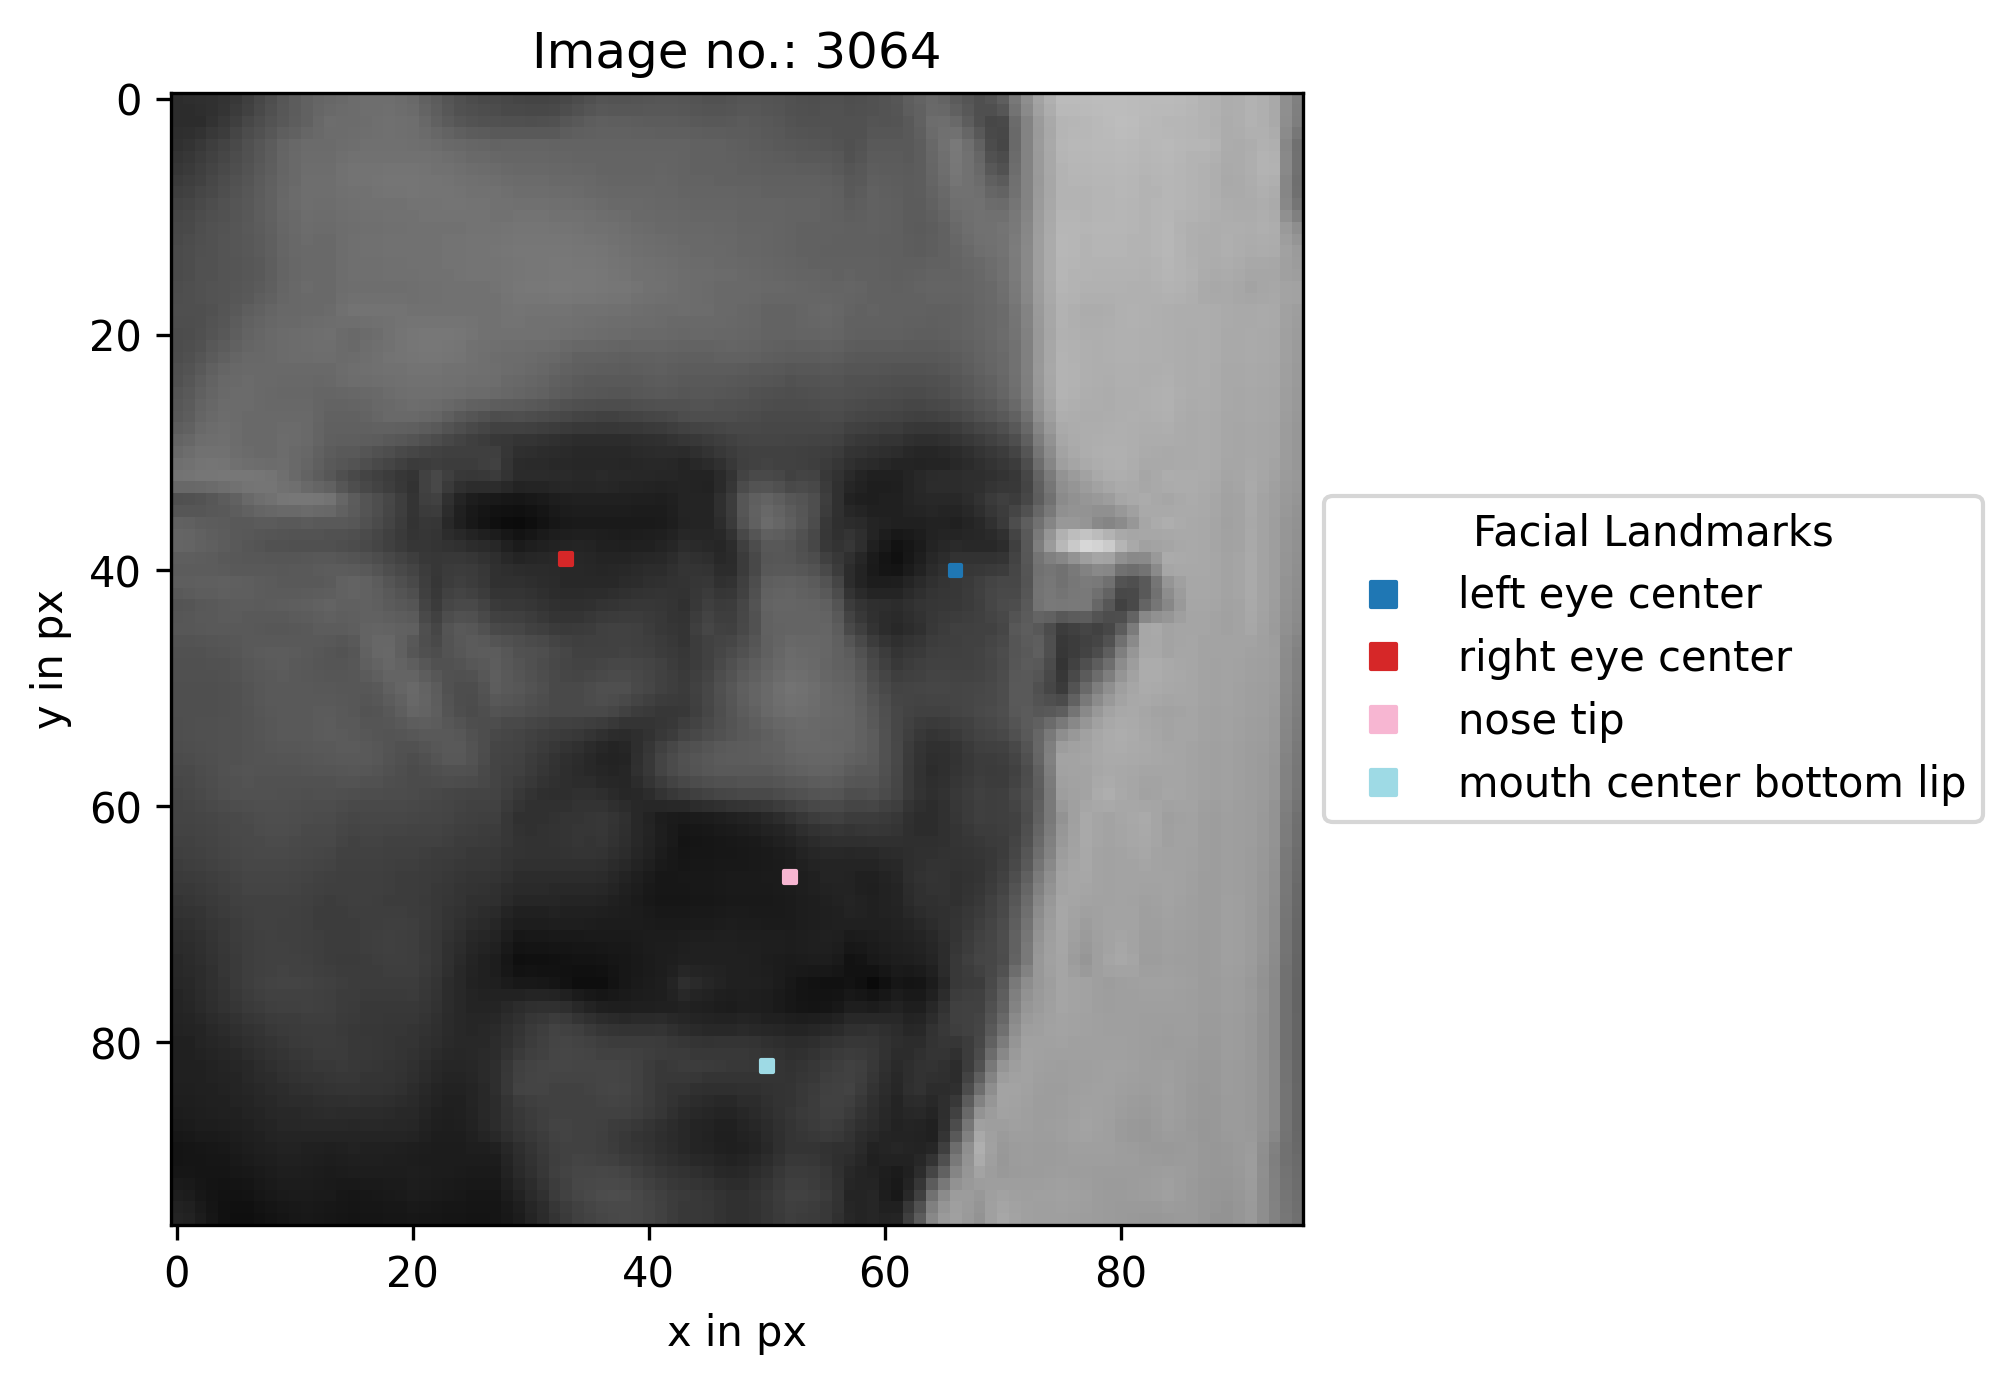 Image no.: 3064
0
20
40
60
80
y in px
0 20 40 60 80
x in px
Facial Landmarks
left eye center
right eye center
nose tip
mouth center bottom lip